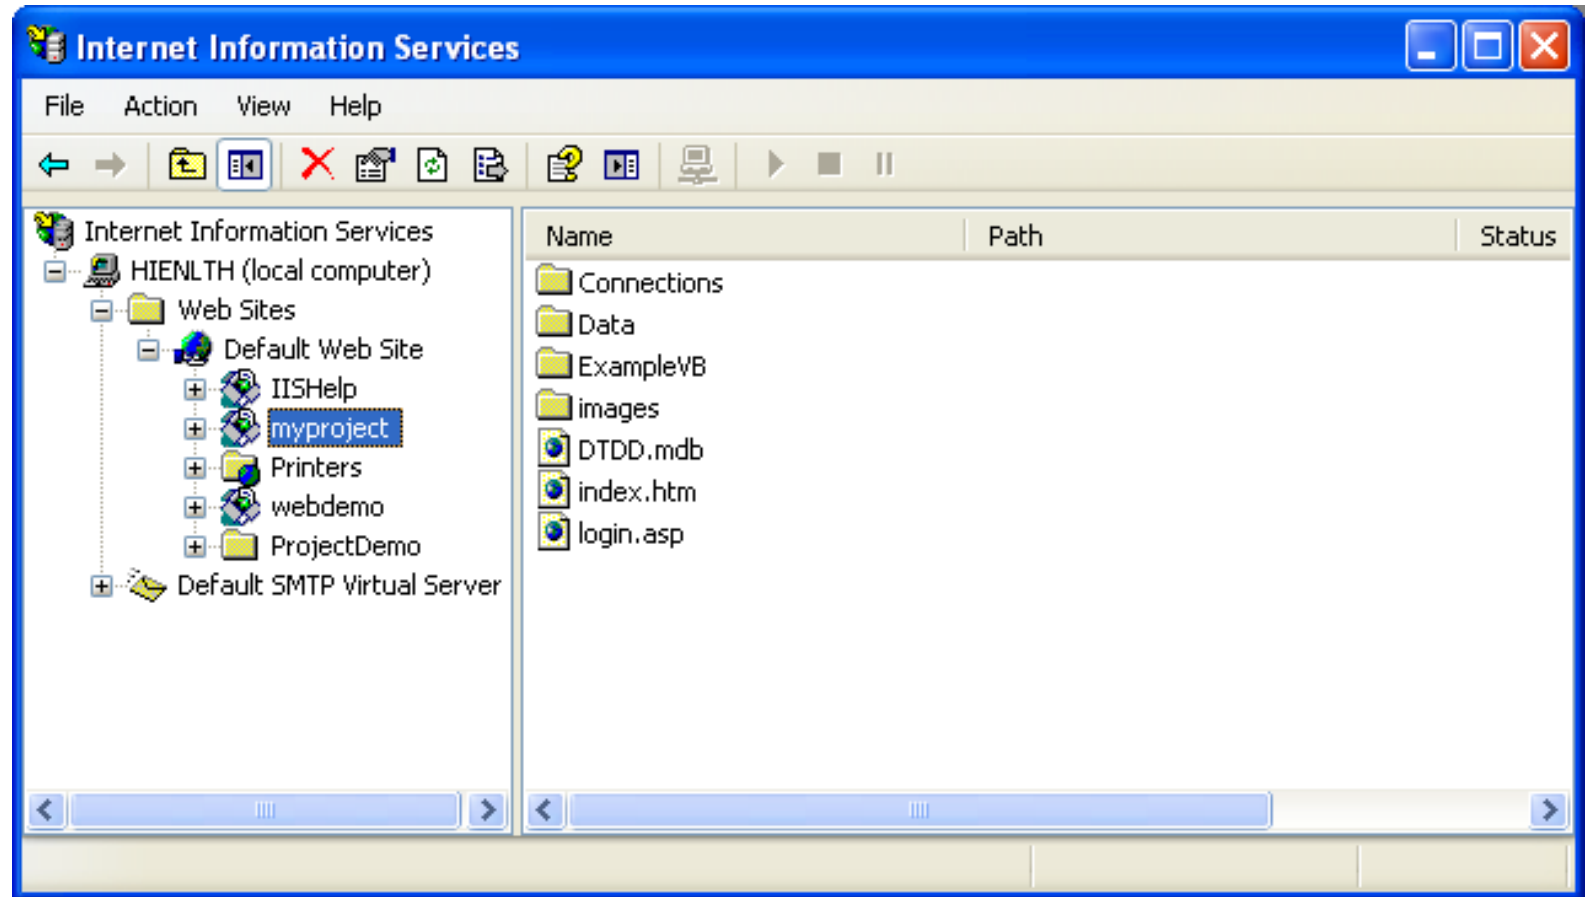 Internet Information Services
File Action View Help
Internet Information Services
HIENLTH (local computer)
Web Sites
Default Web Site
IISHelp
myproject
Printers
webdemo
ProjectDemo
Default SMTP Virtual Server
Name Path Status
Connections
Data
ExampleVB
images
DTDD.mdb
index.htm
login.asp